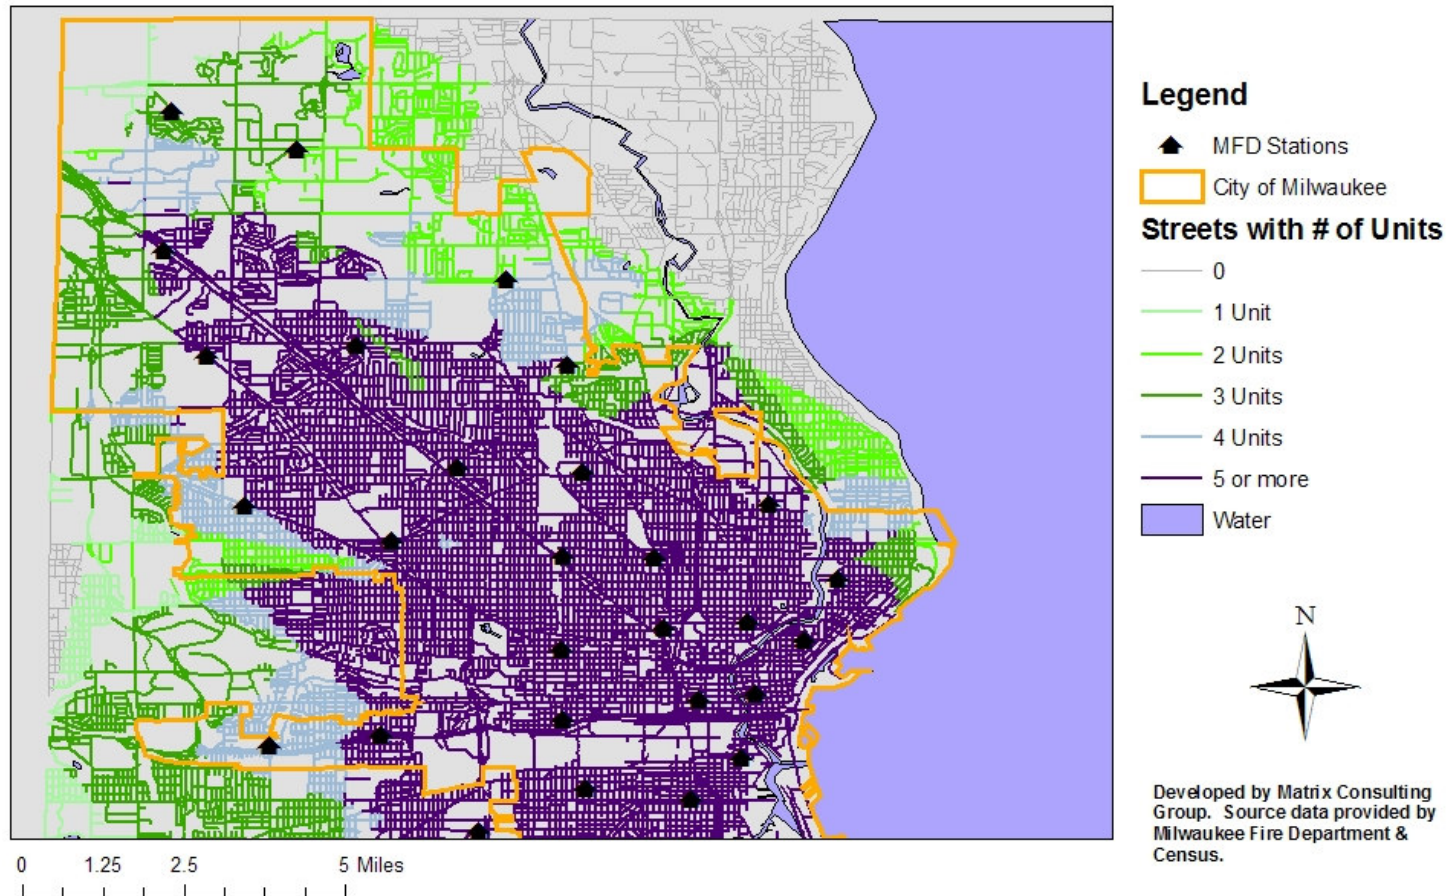 Legend
MFD Stations
City of Milwaukee
Streets with # of Units
0
1 Unit
2 Units
3 Units
4 Units
5 or more
Water
N
Developed by Matrix Consulting
Group.  Source data provided by
Milwaukee Fire Department &
Census.
0 1.25 2.5 5 Miles